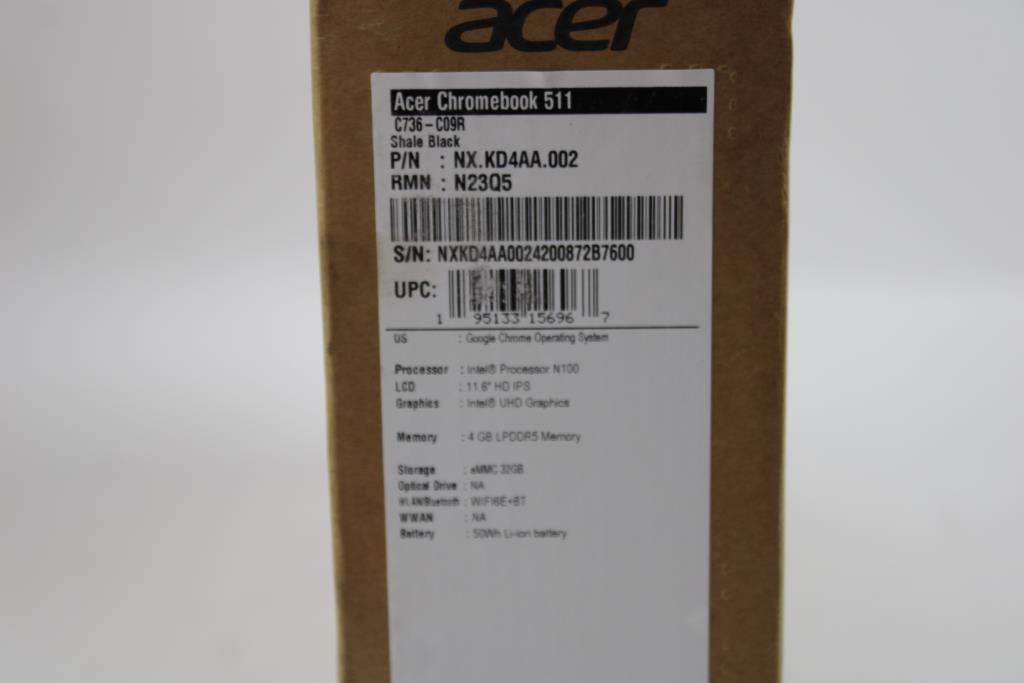 acer
Acer Chromebook 511
C736-C09R
Shale Black
P/N : NX.KD4AA.002
RMN : N23Q5
S/N: NXKD4AA0024200872B7600
UPC:
1 95133 15696 7
OS : Google Chrome Operating System
Processor : Intel® Processor N100
LCD : 11.6" HD IPS
Graphics : Intel® UHD Graphics
Memory : 4 GB LPDDR5 Memory
Storage : eMMC 32GB
Optical Drive : NA
WLAN/Bluetooth : WIFI6E+BT
WWAN : NA
Battery : 50Wh Li-ion battery